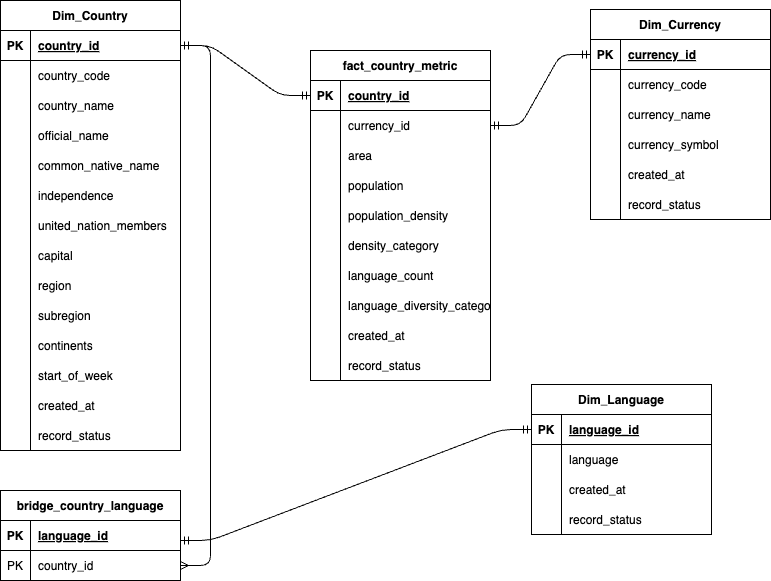 Dim_Country
PK country_id
country_code
country_name
official_name
common_native_name
independence
united_nation_members
capital
region
subregion
continents
start_of_week
created_at
record_status
fact_country_metric
PK country_id
currency_id
area
population
population_density
density_category
language_count
language_diversity_catego
created_at
record_status
Dim_Currency
PK currency_id
currency_code
currency_name
currency_symbol
created_at
record_status
Dim_Language
PK language_id
language
created_at
record_status
bridge_country_language
PK language_id
PK country_id